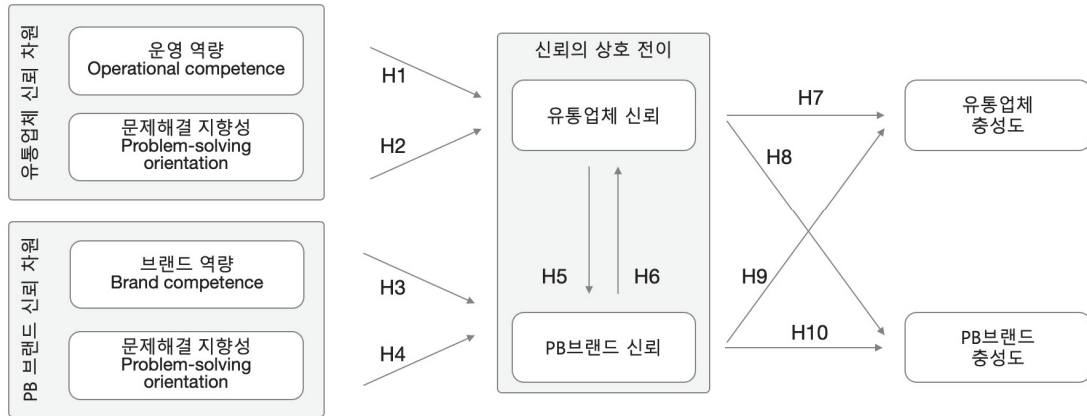 유통업체 신뢰 차원
운영 역량
Operational competence
문제해결 지향성
Problem-solving
orientation
H1
H2
PB 브랜드 신뢰 차원
브랜드 역량
Brand competence
문제해결 지향성
Problem-solving
orientation
H3
H4
신뢰의 상호 전이
유통업체 신뢰
H5
H6
PB브랜드 신뢰
H7
H8
H9
H10
유통업체
충성도
PB브랜드
충성도